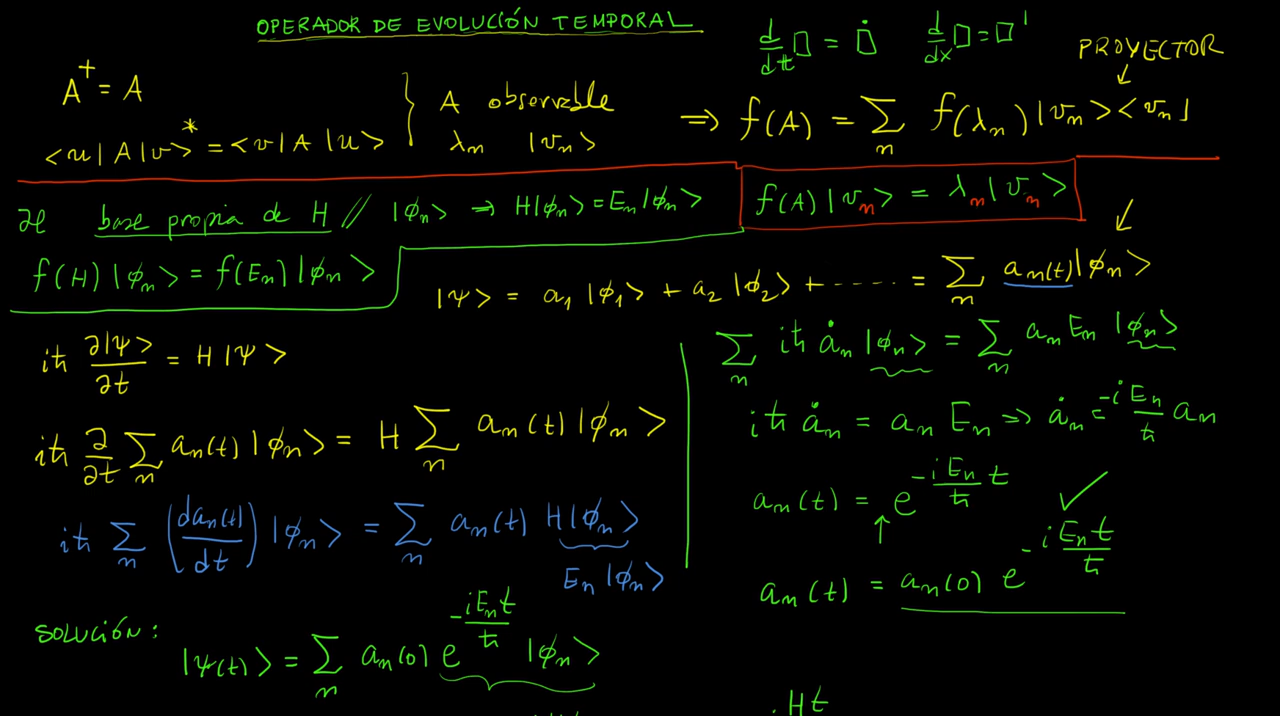 OPERADOR DE EVOLUCIÓN TEMPORAL
d/dt □ = □̇   d/dx □ = □'
PROYECTOR
↓
A⁺ = A
<u|A|v>* = <v|A|u>
} A observable
λn |vn>
⇒ f(A) = Σn f(λn)|vn><vn|
ℋ base propia de H // |ϕn> ⇒ H|ϕn> = En|ϕn>
f(A)|vn> = λn|vn>
f(H)|ϕn> = f(En)|ϕn>
|Ψ> = a1|ϕ1> + a2|ϕ2> + ------ = Σn an(t)|ϕn>
iħ ∂|Ψ>/∂t = H|Ψ>
iħ ∂/∂t Σn an(t)|ϕn> = H Σn an(t)|ϕn>
iħ Σn (dan(t)/dt)|ϕn> = Σn an(t) H|ϕn>
En|ϕn>
Σn iħ ȧn|ϕn> = Σn an En|ϕn>
iħ ȧn = an En ⇒ ȧn = -i En/ħ an
an(t) = e^(-i En/ħ t) ✓
↑
an(t) = an(0) e^(-i En t/ħ)
SOLUCIÓN:
|Ψ(t)> = Σn an(0) e^(-iEnt/ħ) |ϕn>
Ht